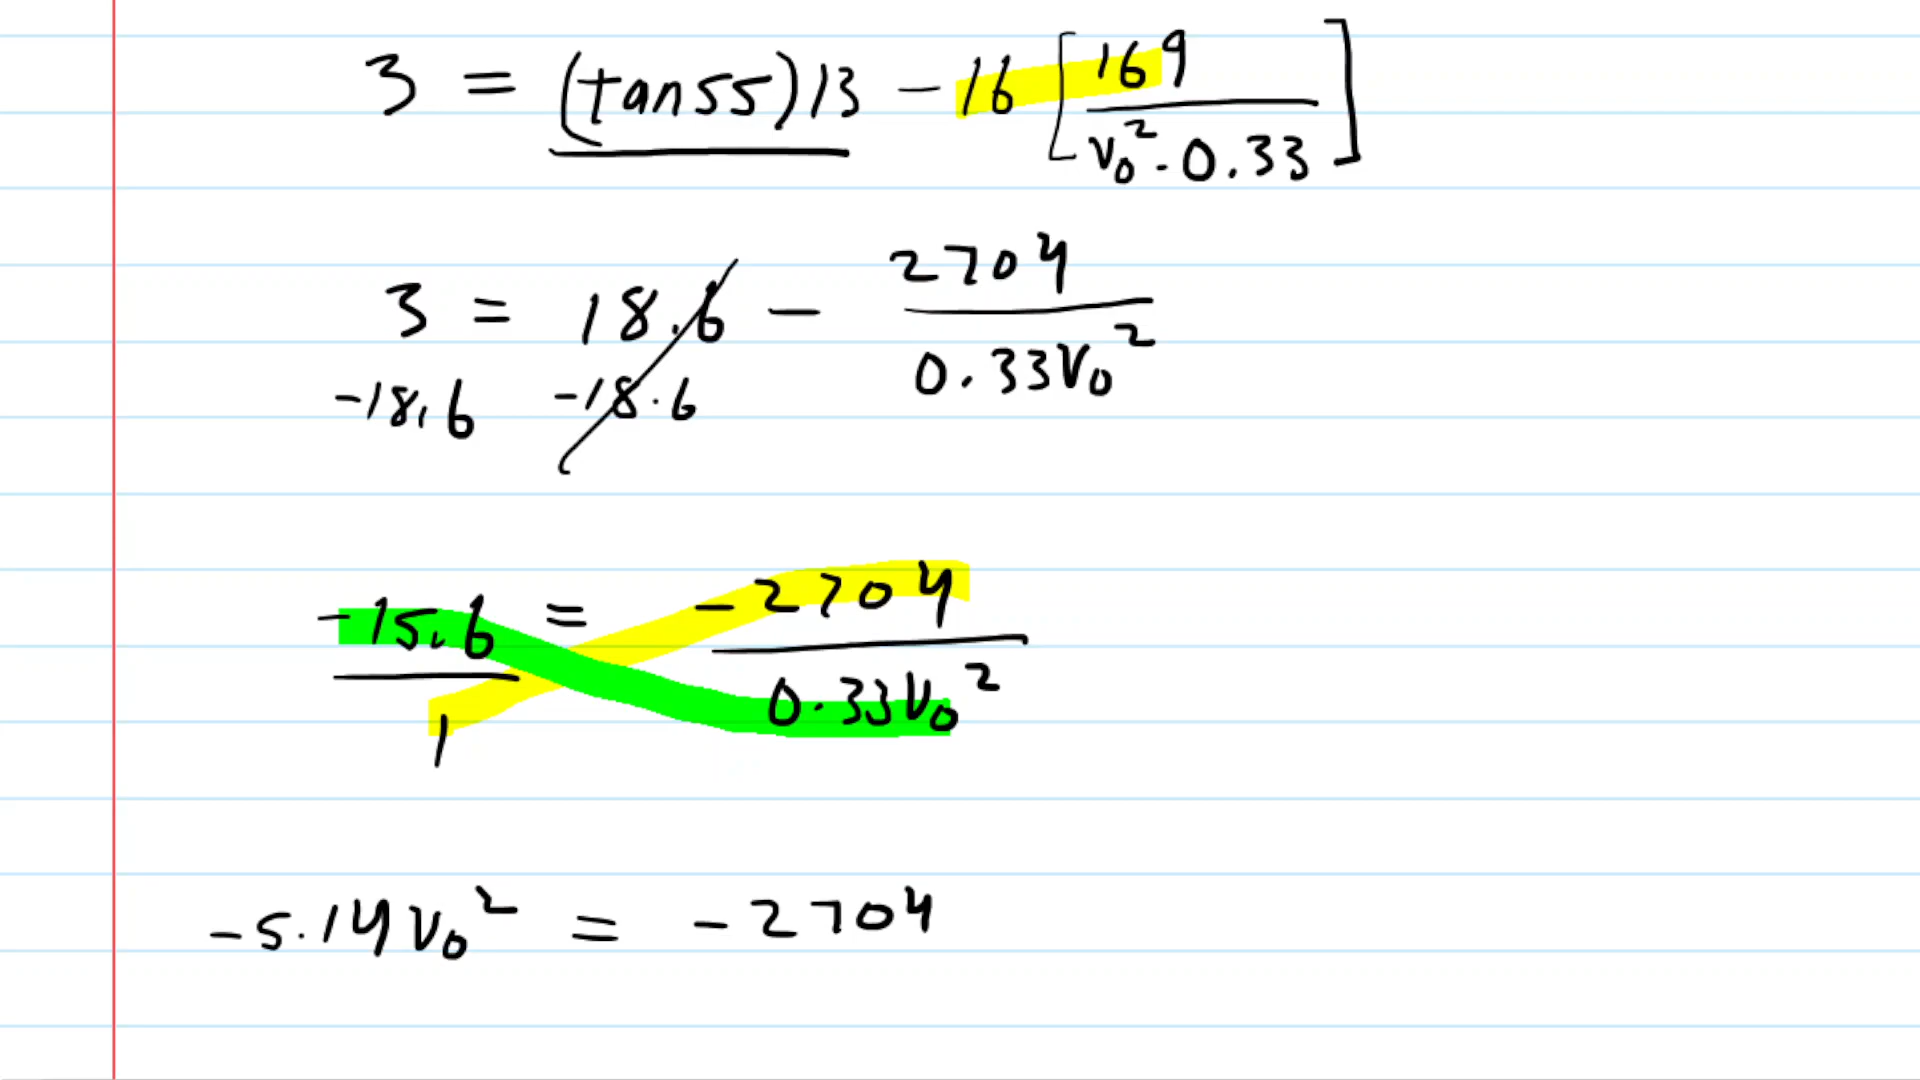 3 = (tan55)13 - 16 [169 / v₀² · 0.33]
3 = 18.6 - 2704 / 0.33v₀²
-18.6 -18.6
-15.6 / 1 = -2704 / 0.33v₀²
-5.14v₀² = -2704